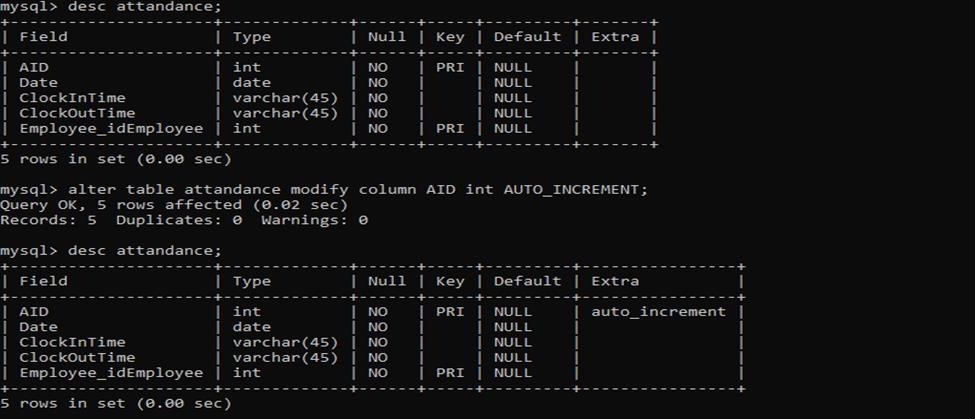 mysql> desc attandance;
+--------------------+-------------+------+-----+---------+-------+
| Field              | Type        | Null | Key | Default | Extra |
+--------------------+-------------+------+-----+---------+-------+
| AID                | int         | NO   | PRI | NULL    |       |
| Date               | date        | NO   |     | NULL    |       |
| ClockInTime        | varchar(45) | NO   |     | NULL    |       |
| ClockOutTime       | varchar(45) | NO   |     | NULL    |       |
| Employee_idEmployee | int         | NO   | PRI | NULL    |       |
+--------------------+-------------+------+-----+---------+-------+
5 rows in set (0.00 sec)
mysql> alter table attandance modify column AID int AUTO_INCREMENT;
Query OK, 5 rows affected (0.02 sec)
Records: 5  Duplicates: 0  Warnings: 0
mysql> desc attandance;
+--------------------+-------------+------+-----+---------+----------------+
| Field              | Type        | Null | Key | Default | Extra          |
+--------------------+-------------+------+-----+---------+----------------+
| AID                | int         | NO   | PRI | NULL    | auto_increment |
| Date               | date        | NO   |     | NULL    |                |
| ClockInTime        | varchar(45) | NO   |     | NULL    |                |
| ClockOutTime       | varchar(45) | NO   |     | NULL    |                |
| Employee_idEmployee | int         | NO   | PRI | NULL    |                |
+--------------------+-------------+------+-----+---------+----------------+
5 rows in set (0.00 sec)